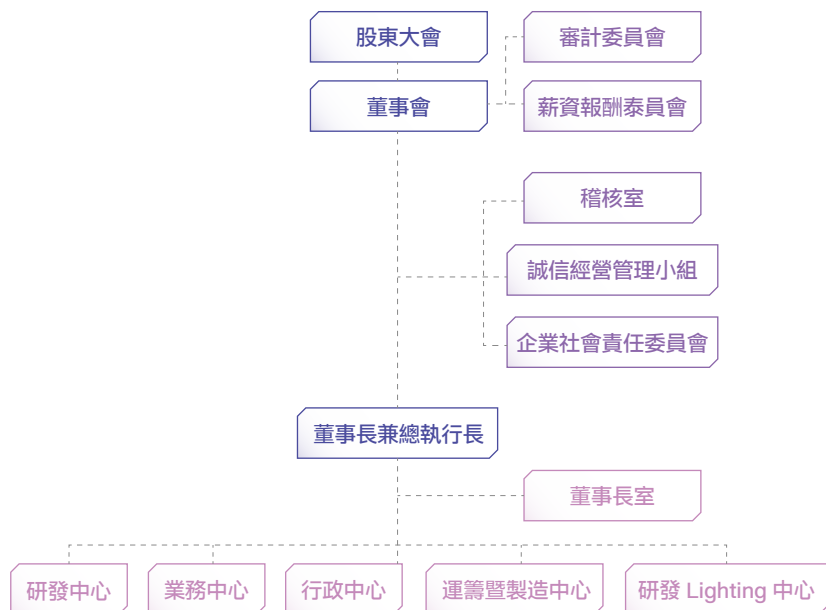 股東大會
審計委員會
董事會
薪資報酬泰員會
稽核室
誠信經營管理小組
企業社會責任委員會
董事長兼總執行長
董事長室
研發中心
業務中心
行政中心
運籌暨製造中心
研發 Lighting 中心